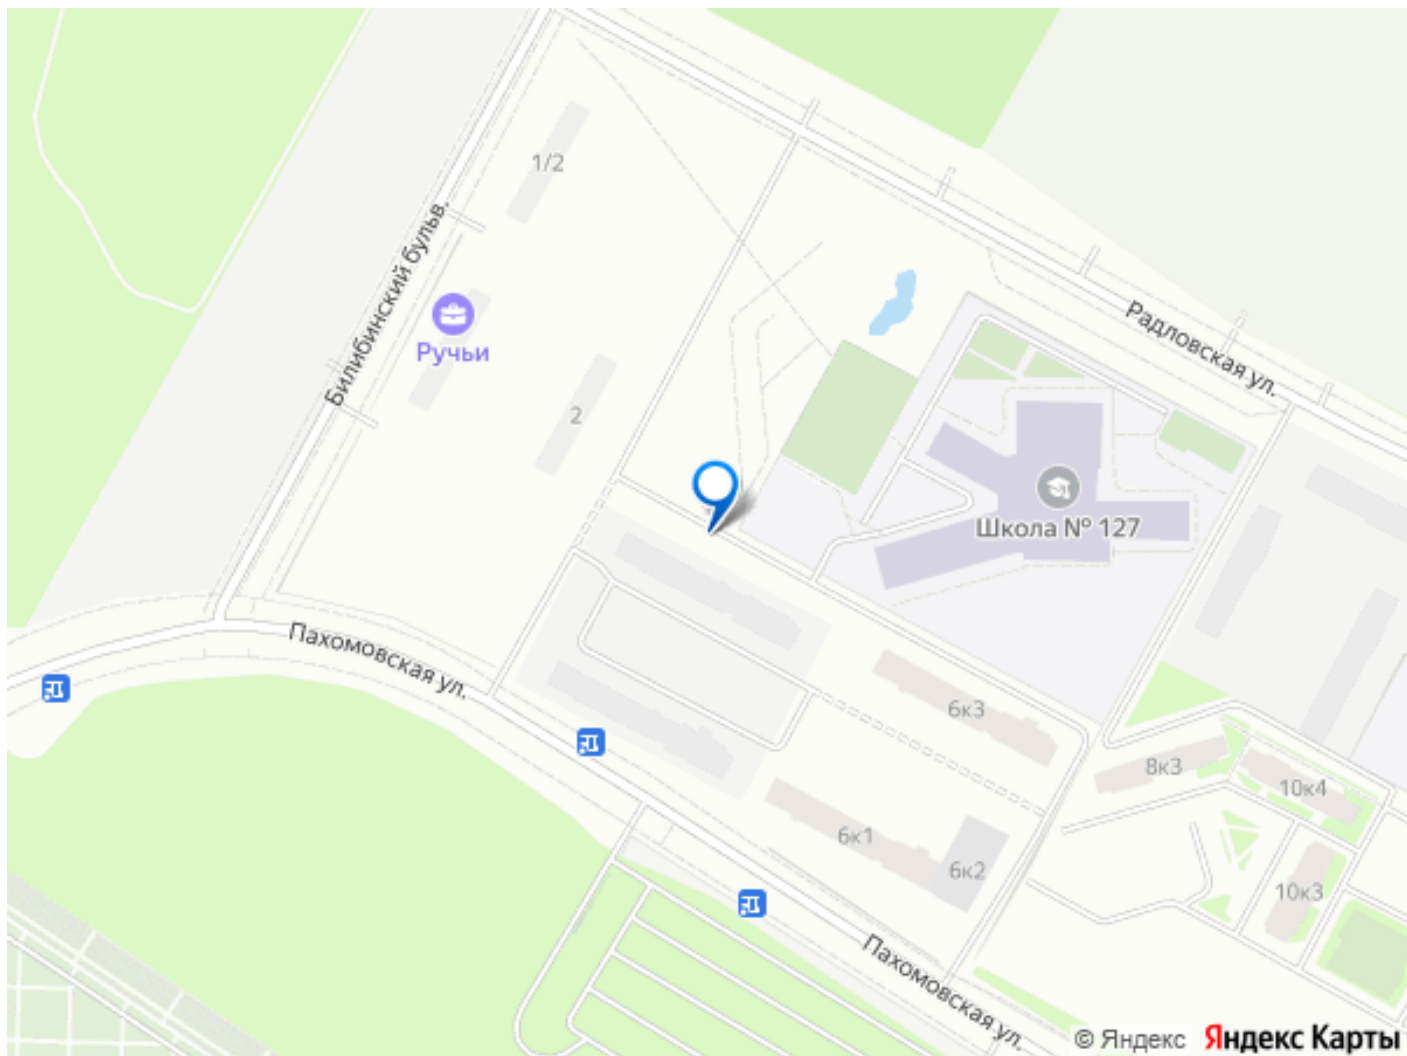 1/2
Билибинский бульв.
Ручьи
2
Радловская ул.
Школа № 127
Пахомовская ул.
6к3
8к3
10к4
6к1
6к2
10к3
Пахомовская ул.
© Яндекс Яндекс Карты